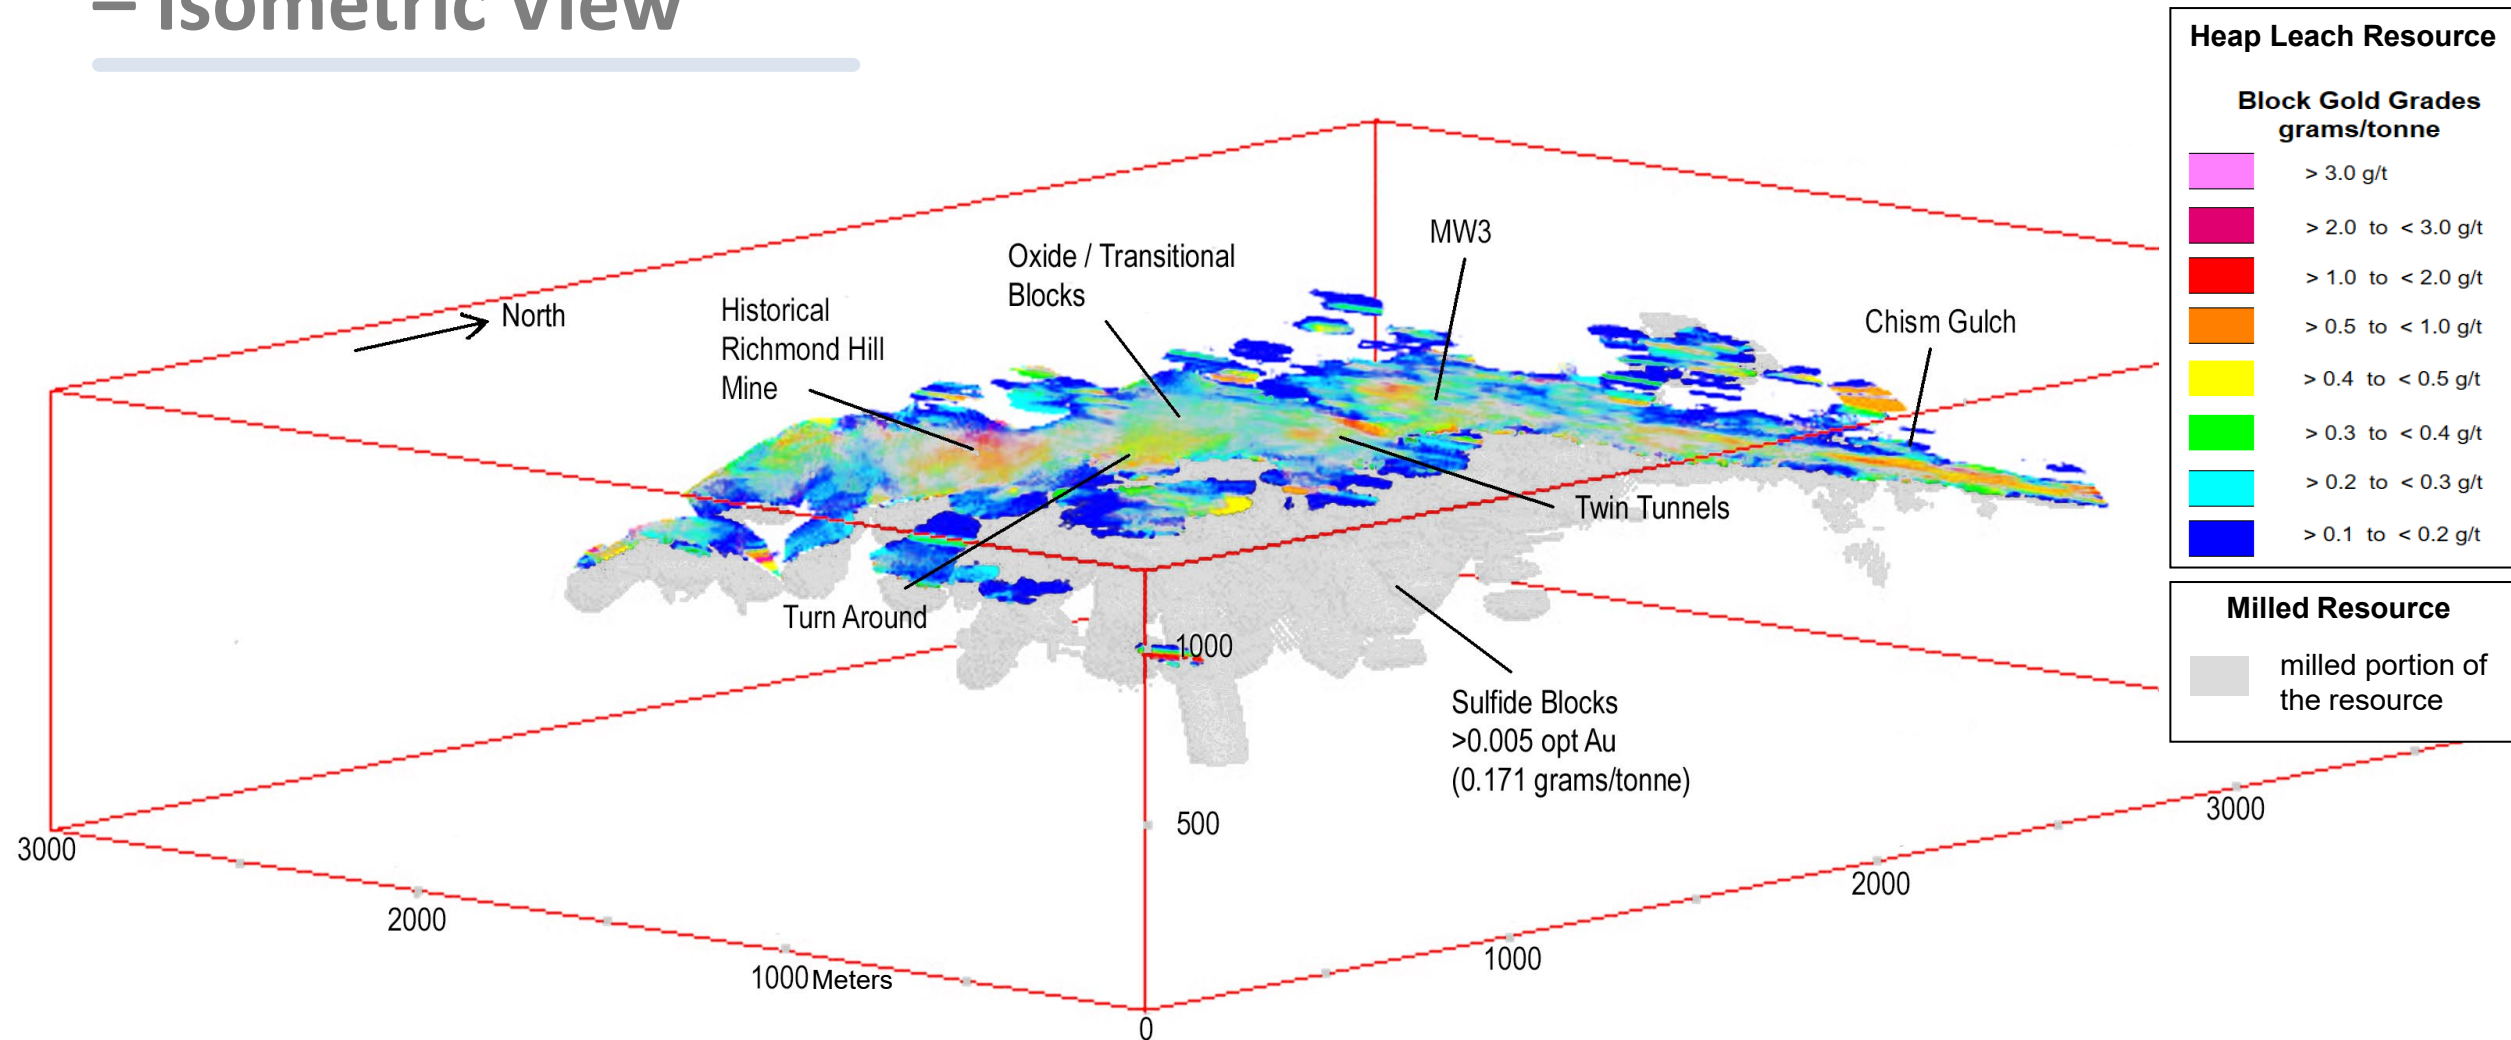 – Isometric View
North
Historical
Richmond Hill
Mine
Oxide / Transitional
Blocks
MW3
Chism Gulch
Twin Tunnels
Turn Around
Sulfide Blocks
>0.005 opt Au
(0.171 grams/tonne)
1000
500
0
3000
2000
1000 Meters
1000
2000
3000
Heap Leach Resource
Block Gold Grades
grams/tonne
> 3.0 g/t
> 2.0 to < 3.0 g/t
> 1.0 to < 2.0 g/t
> 0.5 to < 1.0 g/t
> 0.4 to < 0.5 g/t
> 0.3 to < 0.4 g/t
> 0.2 to < 0.3 g/t
> 0.1 to < 0.2 g/t
Milled Resource
milled portion of
the resource